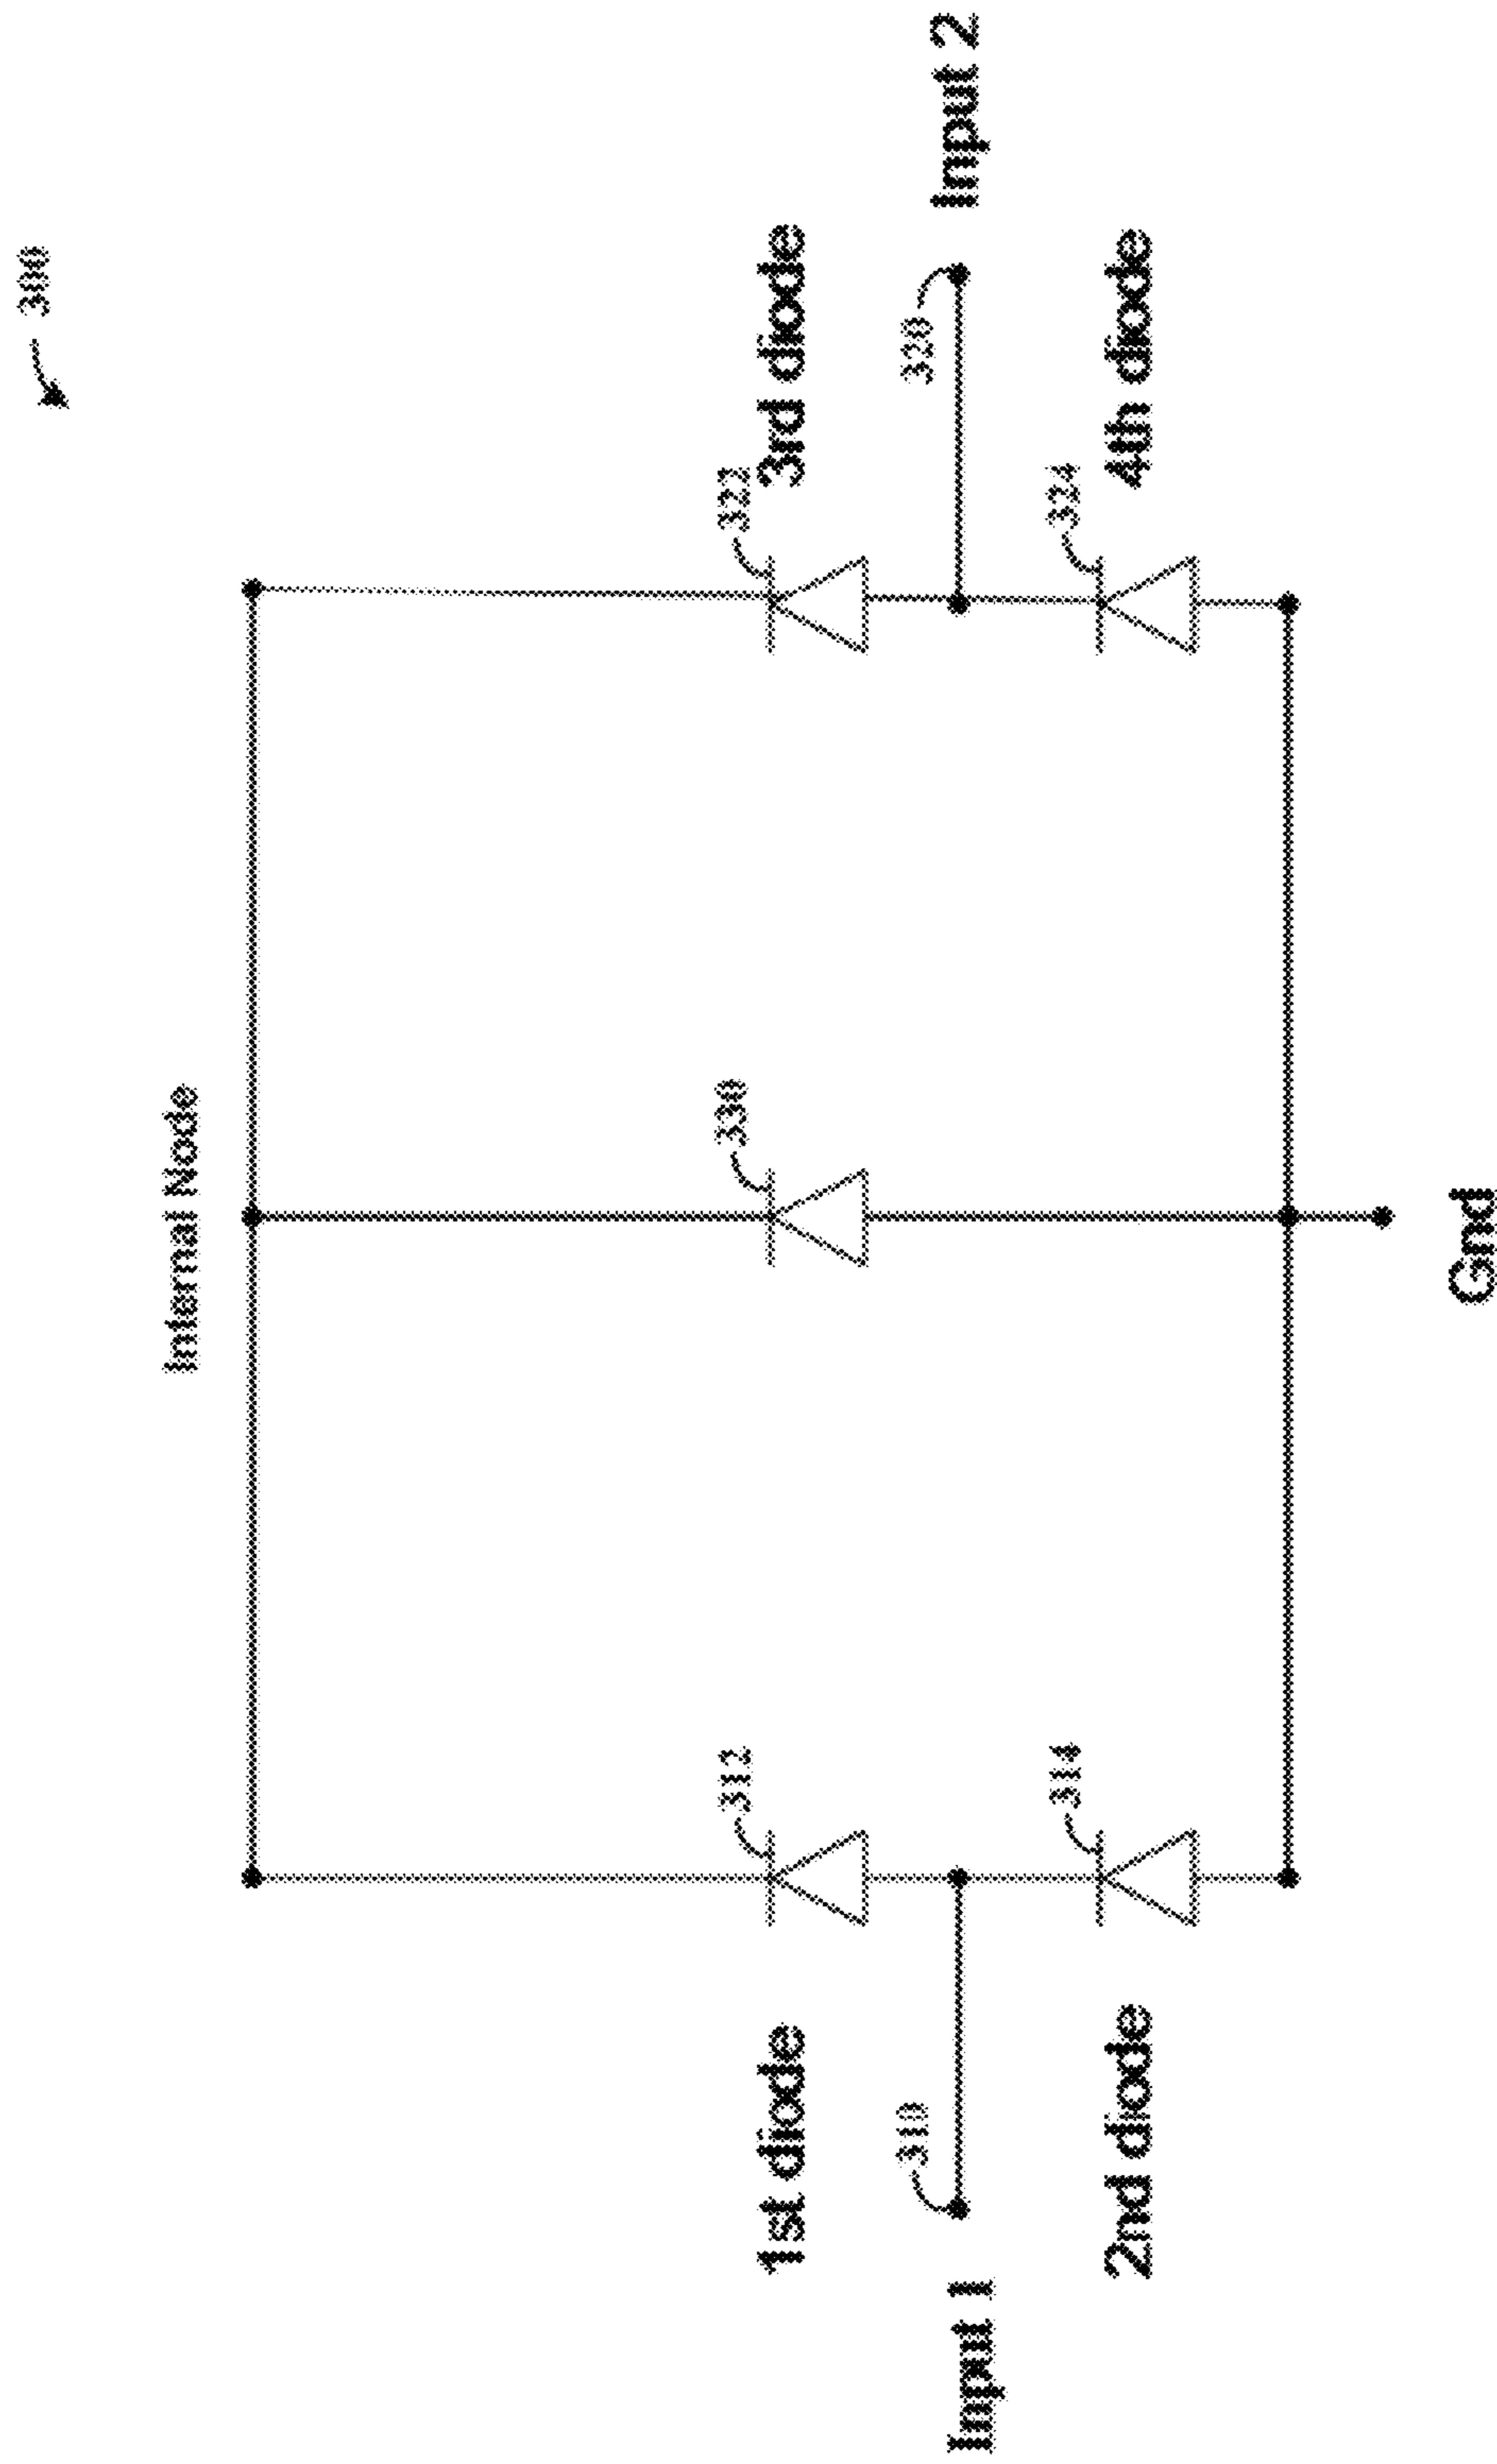 300
Internal Node
312
330
322
1st diode
3rd diode
310
320
Input 1
Input 2
314
324
2nd diode
4th diode
Gnd